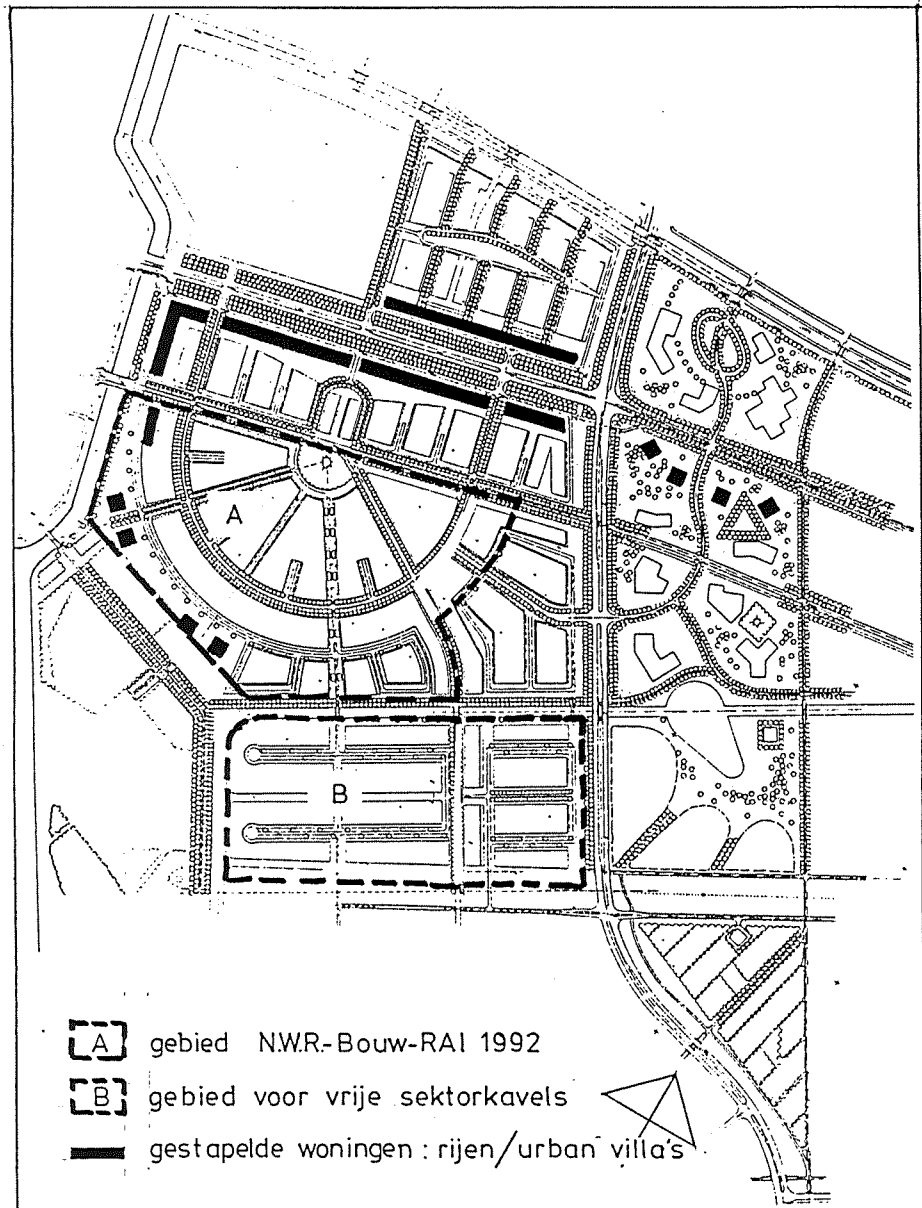 A
B
A gebied N.W.R.-Bouw-RAI 1992
B gebied voor vrije sektorkavels
gestapelde woningen : rijen/urban villa's